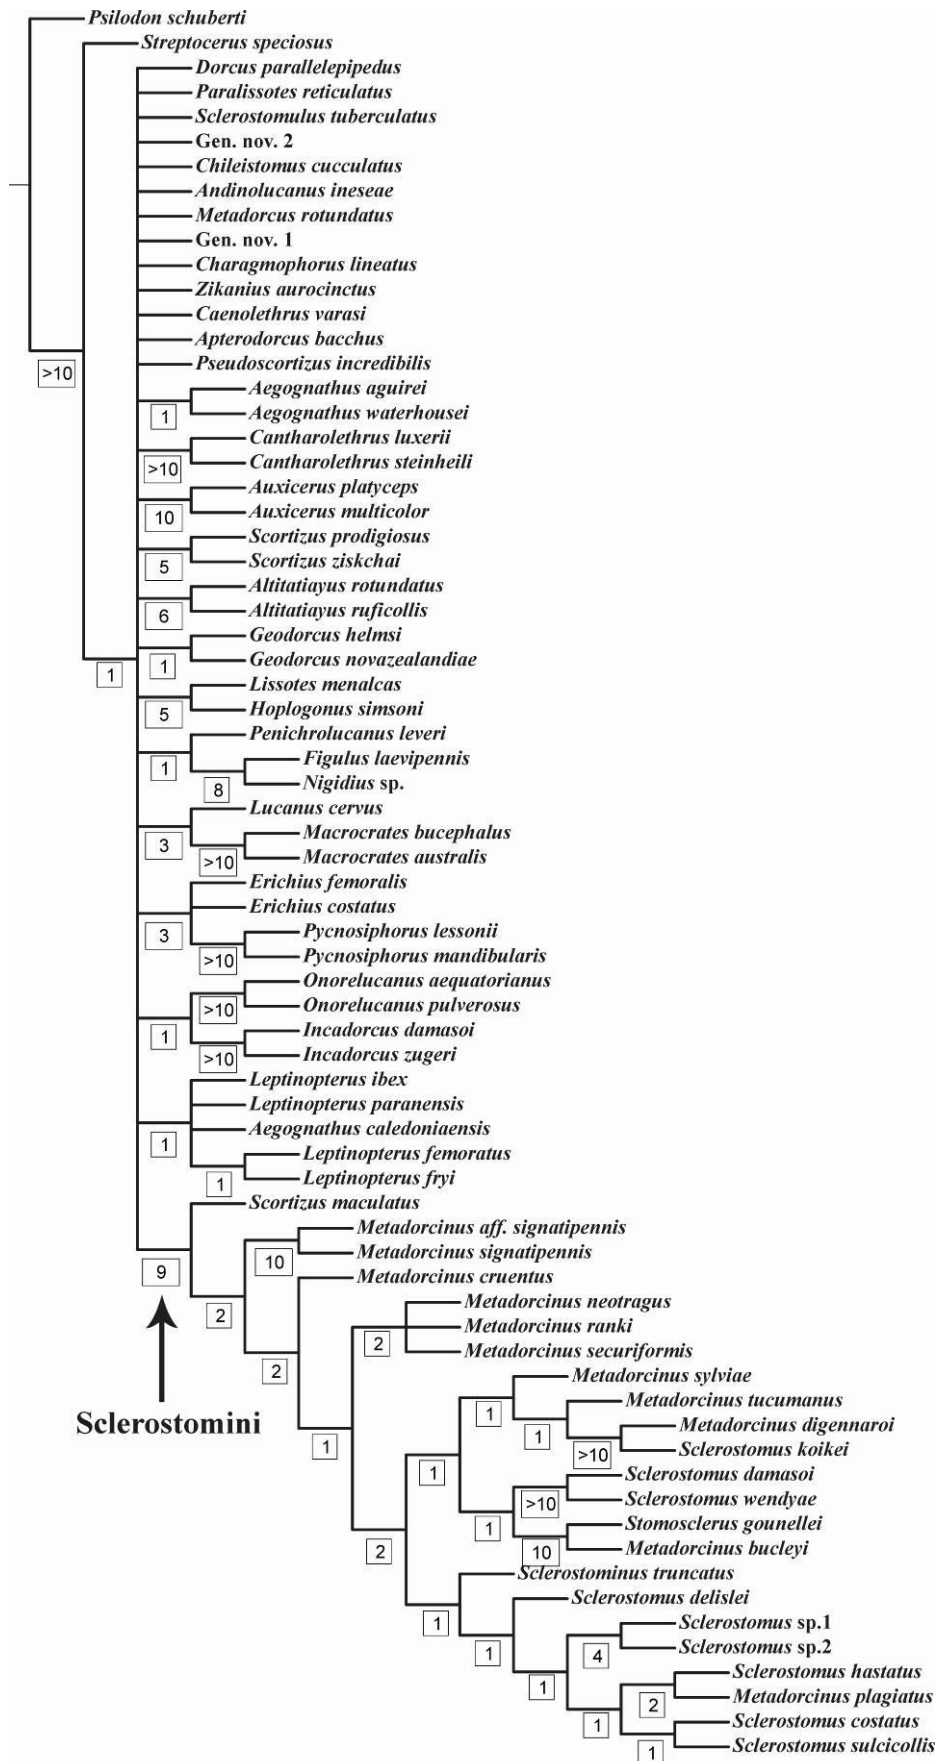 Psilodon schuberti
Streptocerus speciosus
Dorcus parallelepipedus
Paralissotes reticulatus
Sclerostomulus tuberculatus
Gen. nov. 2
Chileistomus cucculatus
Andinolucanus ineseae
Metadorcus rotundatus
Gen. nov. 1
Charagmophorus lineatus
Zikanius aurocinctus
Caenolethrus varasi
Apterodorcus bacchus
Pseudoscortizus incredibilis
>10
Aegognathus aguirei
1
Aegognathus waterhousei
Cantharolethrus luxerii
>10
Cantharolethrus steinheili
Auxicerus platyceps
10
Auxicerus multicolor
Scortizus prodigiosus
5
Scortizus ziskchai
Altitatiayus rotundatus
6
Altitatiayus ruficollis
Geodorcus helmsi
1
1
Geodorcus novazealandiae
Lissotes menalcas
5
Hoplogonus simsoni
Penichrolucanus leveri
1
Figulus laevipennis
8
Nigidius sp.
Lucanus cervus
3
Macrocrates bucephalus
>10
Macrocrates australis
Erichius femoralis
Erichius costatus
3
Pycnosiphorus lessonii
>10
Pycnosiphorus mandibularis
Onorelucanus aequatorianus
>10
Onorelucanus pulverosus
1
Incadorcus damasoi
>10
Incadorcus zugeri
Leptinopterus ibex
Leptinopterus paranensis
Aegognathus caledoniaensis
1
Leptinopterus femoratus
1
Leptinopterus fryi
Scortizus maculatus
9
Metadorcinus aff. signatipennis
10
Metadorcinus signatipennis
2
Metadorcinus cruentus
2
Metadorcinus neotragus
Metadorcinus ranki
2
Metadorcinus securiformis
Sclerostomini
1
Metadorcinus sylviae
1
Metadorcinus tucumanus
1
Metadorcinus digennaroi
>10
Sclerostomus koikei
1
Sclerostomus damasoi
>10
Sclerostomus wendyae
1
Stomosclerus gounellei
10
Metadorcinus bucleyi
2
Sclerostominus truncatus
1
Sclerostomus delislei
1
Sclerostomus sp.1
4
Sclerostomus sp.2
1
Sclerostomus hastatus
2
Metadorcinus plagiatus
1
Sclerostomus costatus
1
Sclerostomus sulcicollis